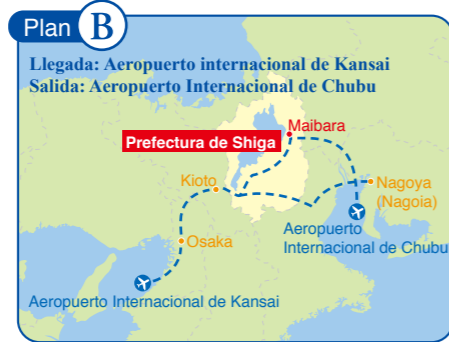 Plan B
Llegada: Aeropuerto internacional de Kansai
Salida: Aeropuerto Internacional de Chubu
Maibara
Prefectura de Shiga
Kioto
Nagoya
(Nagoia)
Osaka
Aeropuerto
Internacional de Chubu
Aeropuerto Internacional de Kansai